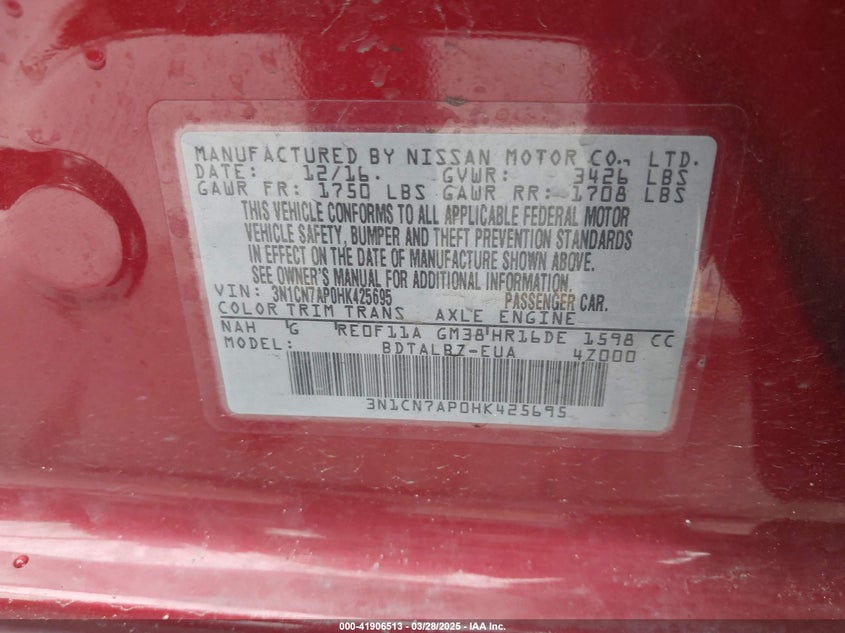 MANUFACTURED BY NISSAN MOTOR CO., LTD.
DATE: 12/16. GVWR: 3426 LBS
GAWR FR: 1750 LBS GAWR RR: 1708 LBS
THIS VEHICLE CONFORMS TO ALL APPLICABLE FEDERAL MOTOR
VEHICLE SAFETY, BUMPER AND THEFT PREVENTION STANDARDS
IN EFFECT ON THE DATE OF MANUFACTURE SHOWN ABOVE.
SEE OWNER'S MANUAL FOR ADDITIONAL INFORMATION.
VIN: 3N1CN7AP0HK425695 PASSENGER CAR.
COLOR TRIM TRANS AXLE ENGINE
NAH G RE0F11A GM38 HR16DE 1598 CC
MODEL: BDTALB7-EUA 4Z000
3N1CN7AP0HK425695
000-41906513 | 03/28/2025 - IAA Inc.